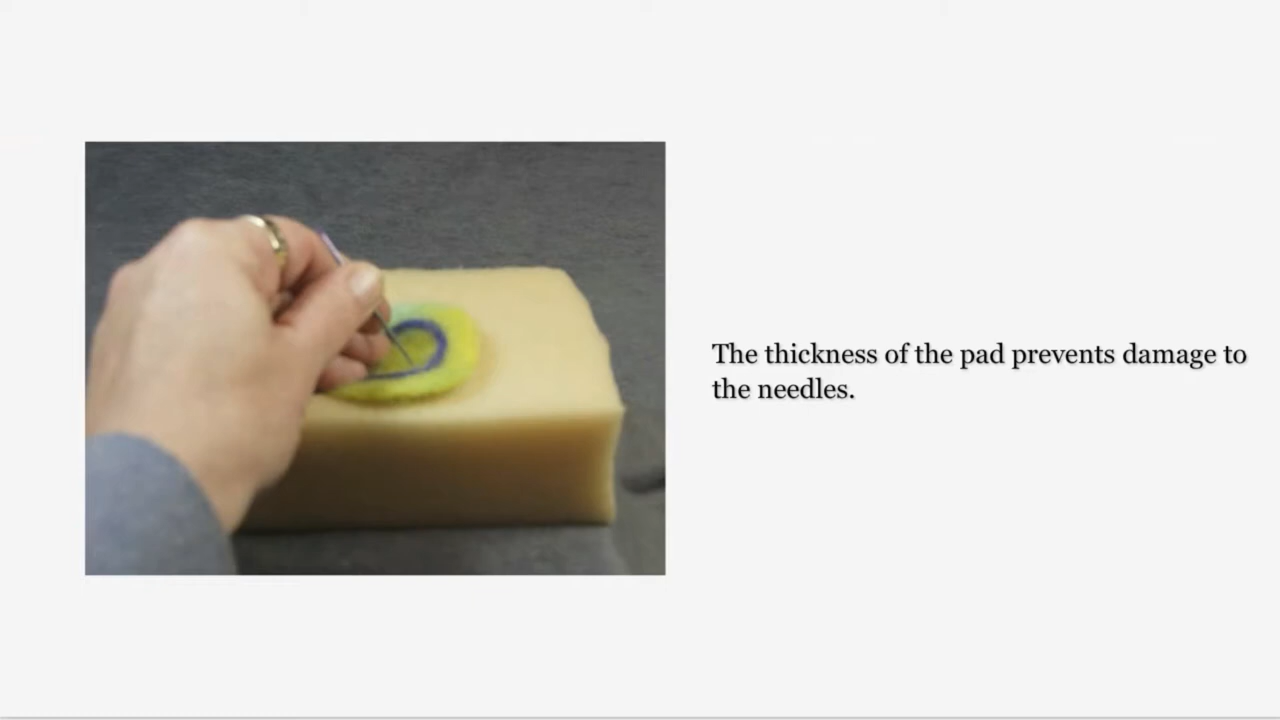 The thickness of the pad prevents damage to
the needles.